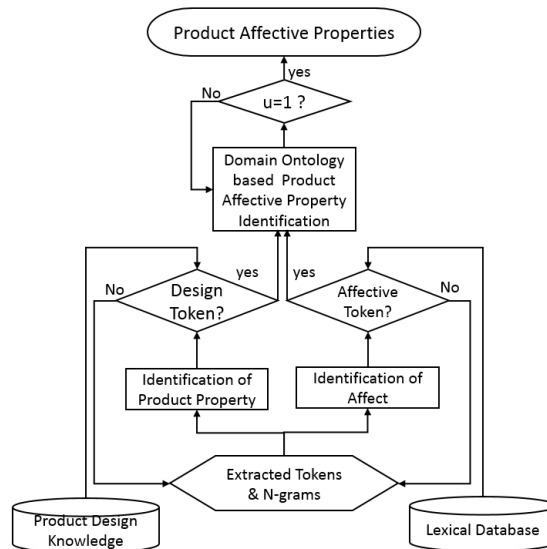 Product Affective Properties
yes
No
u=1 ?
Domain Ontology
based Product
Affective Property
Identification
No
yes
yes
No
Design
Token?
Affective
Token?
Identification of
Product Property
Identification of
Affect
Extracted Tokens
& N-grams
Product Design
Knowledge
Lexical Database